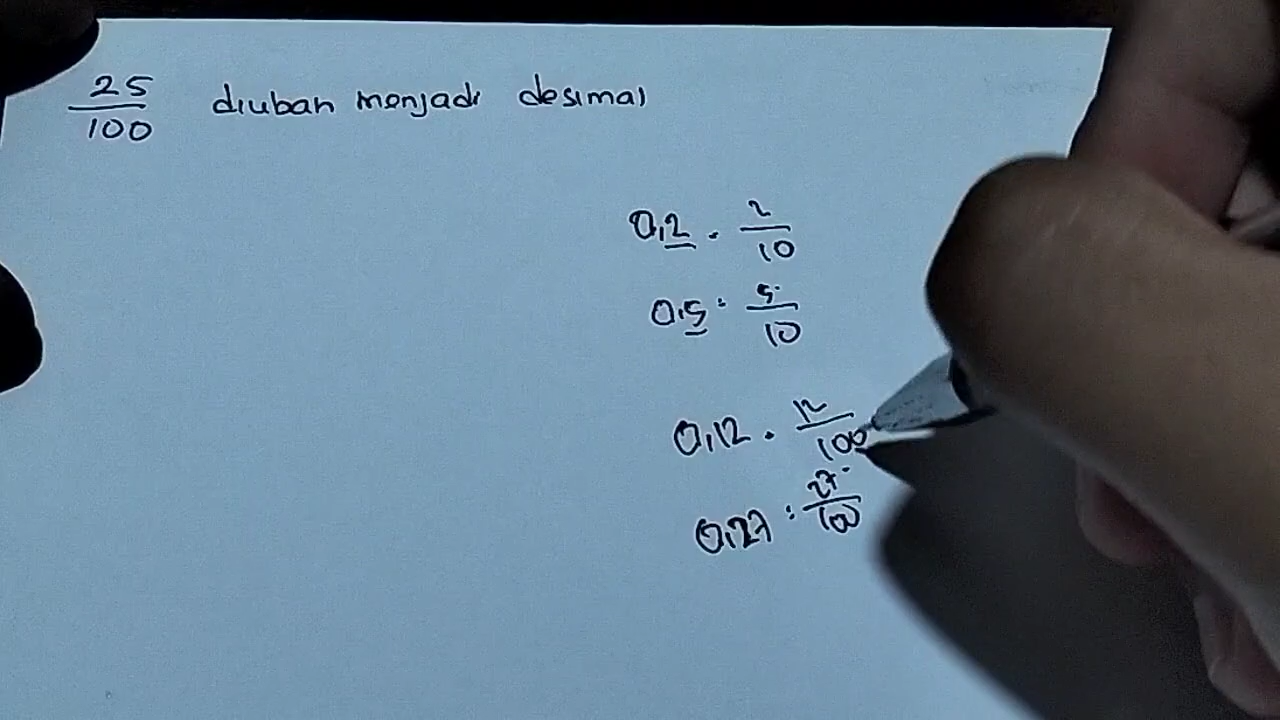 25/100 diubah menjadi desimal
0,2 = 2/10
0,5 = 5/10
0,12 = 12/100
0,27 = 27/100